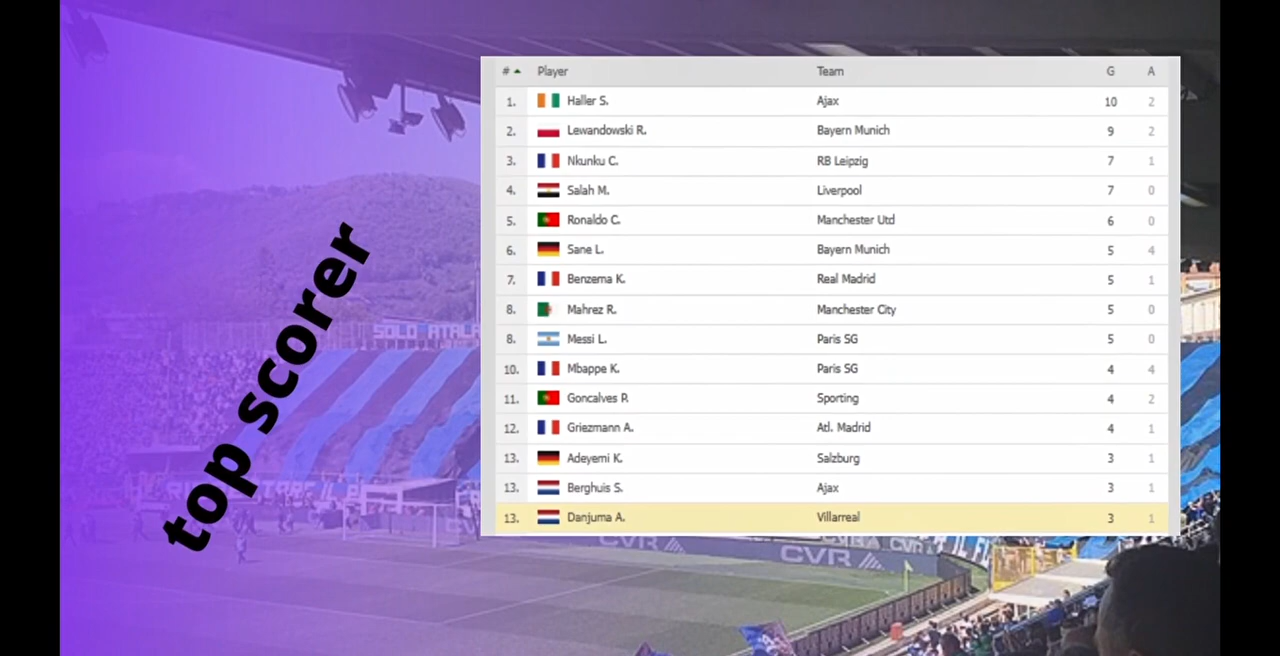 top scorer
# Player Team G A
1. Haller S. Ajax 10 2
2. Lewandowski R. Bayern Munich 9 2
3. Nkunku C. RB Leipzig 7 1
4. Salah M. Liverpool 7 0
5. Ronaldo C. Manchester Utd 6 0
6. Sane L. Bayern Munich 5 4
7. Benzema K. Real Madrid 5 1
8. Mahrez R. Manchester City 5 0
8. Messi L. Paris SG 5 0
10. Mbappe K. Paris SG 4 4
11. Goncalves P. Sporting 4 2
12. Griezmann A. Atl. Madrid 4 1
13. Adeyemi K. Salzburg 3 1
13. Berghuis S. Ajax 3 1
13. Danjuma A. Villarreal 3 1
SOLO ATALA
CVR CVR CVR